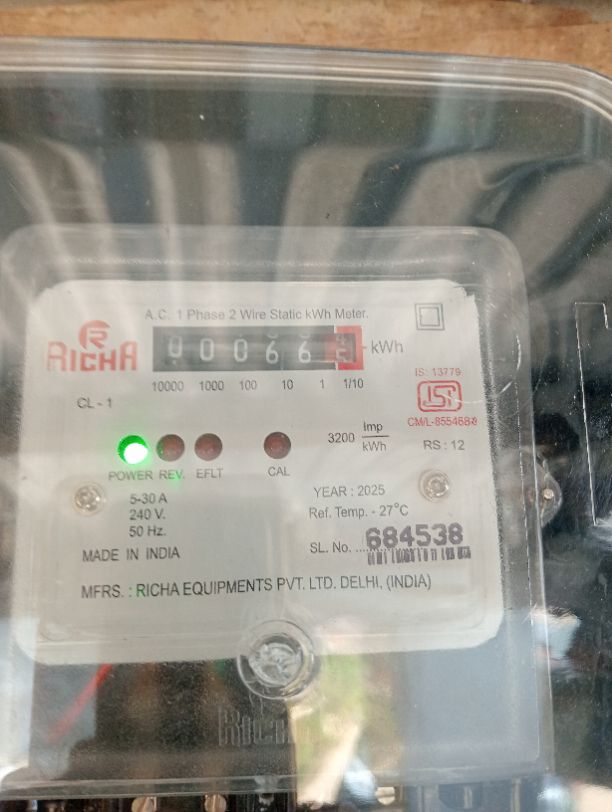 A.C. 1 Phase 2 Wire Static kWh Meter.
R
RICHA
0 0 0 6 6 5 kWh
10000 1000 100 10 1 1/10
IS: 13779
ISI
CL - 1
3200 Imp/kWh
RS : 12
POWER REV. EFLT CAL
5-30 A
240 V.
50 Hz.
YEAR : 2025
Ref. Temp. - 27°C
SL. No. 684538
MADE IN INDIA
MFRS. : RICHA EQUIPMENTS PVT. LTD. DELHI, (INDIA)